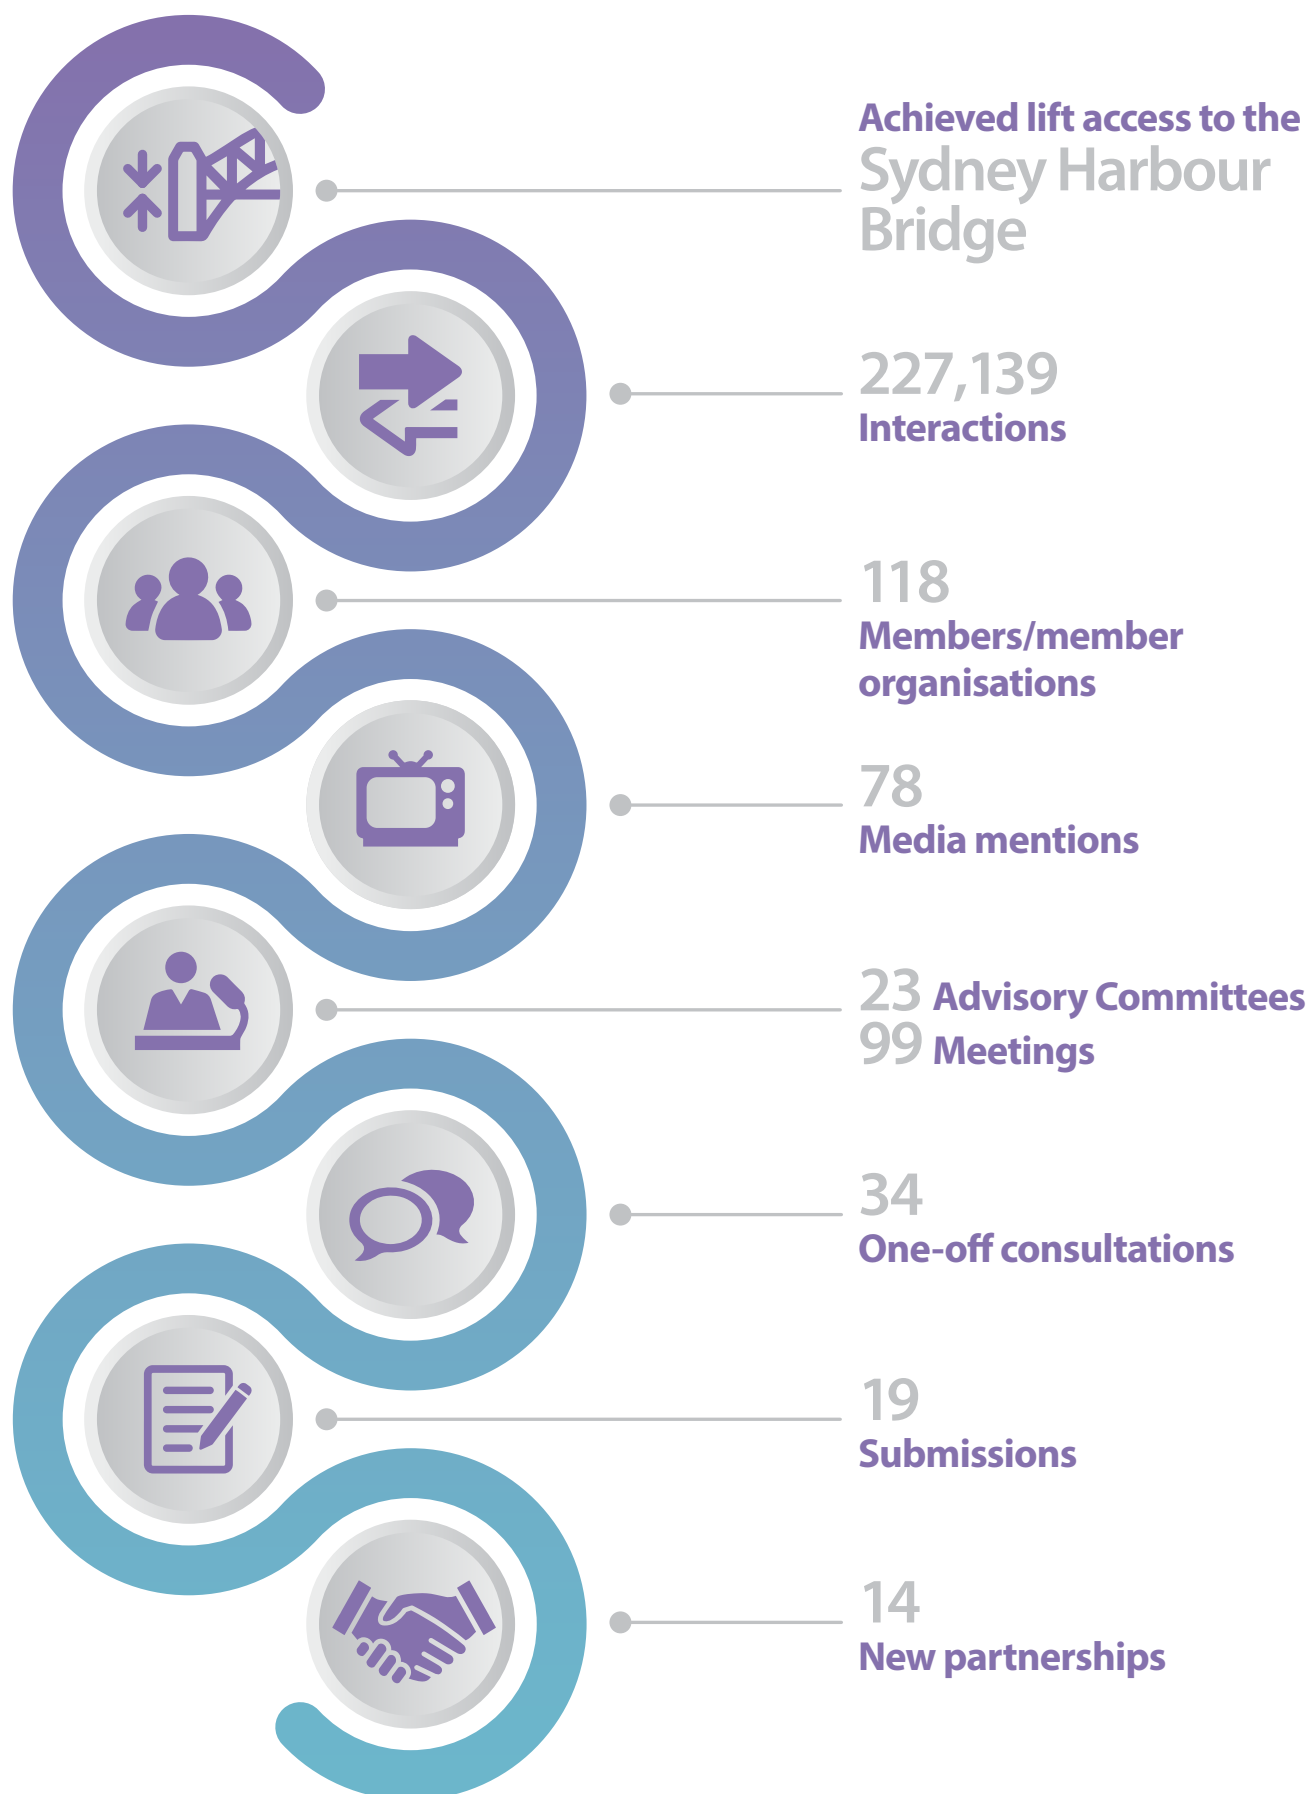 Achieved lift access to the
Sydney Harbour
Bridge
227,139
Interactions
118
Members/member
organisations
78
Media mentions
23 Advisory Committees
99 Meetings
34
One-off consultations
19
Submissions
14
New partnerships